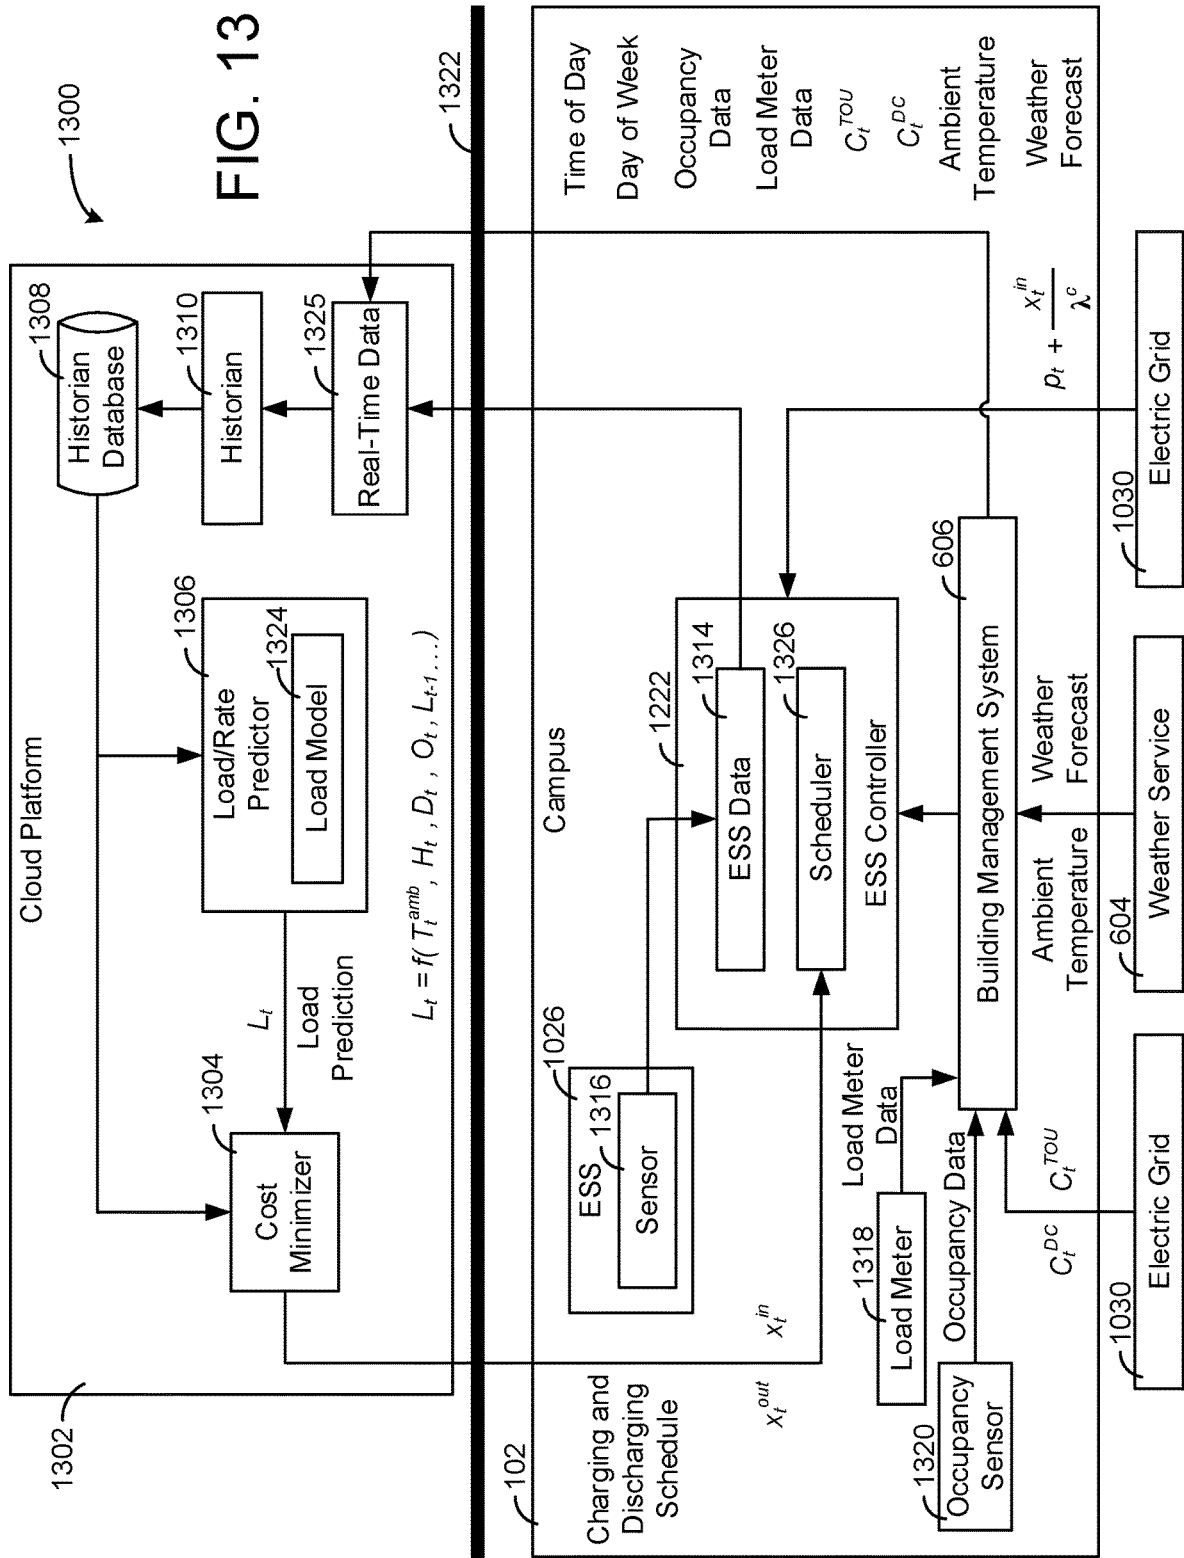 FIG. 13
1300
1302
Cloud Platform
1304
Cost
Minimizer
L_t
Load
Prediction
1306
Load/Rate
Predictor
1324
Load Model
L_t = f( T_t^amb , H_t , D_t , O_t , L_t-1... )
1308
Historian
Database
1310
Historian
1325
Real-Time Data
1322
102
Campus
Charging and
Discharging
Schedule
x_t^out
x_t^in
1026
ESS
1316
Sensor
1222
1314
ESS Data
1326
Scheduler
ESS Controller
Time of Day
Day of Week
Occupancy
Data
Load Meter
Data
C_t^TOU
C_t^DC
Ambient
Temperature
Weather
Forecast
1318
Load Meter
Load Meter
Data
1320
Occupancy
Sensor
Occupancy Data
C_t^DC
C_t^TOU
606
Building Management System
Ambient
Temperature
Weather
Forecast
p_t + x_t^in / λ^c
1030
Electric Grid
604
Weather Service
1030
Electric Grid